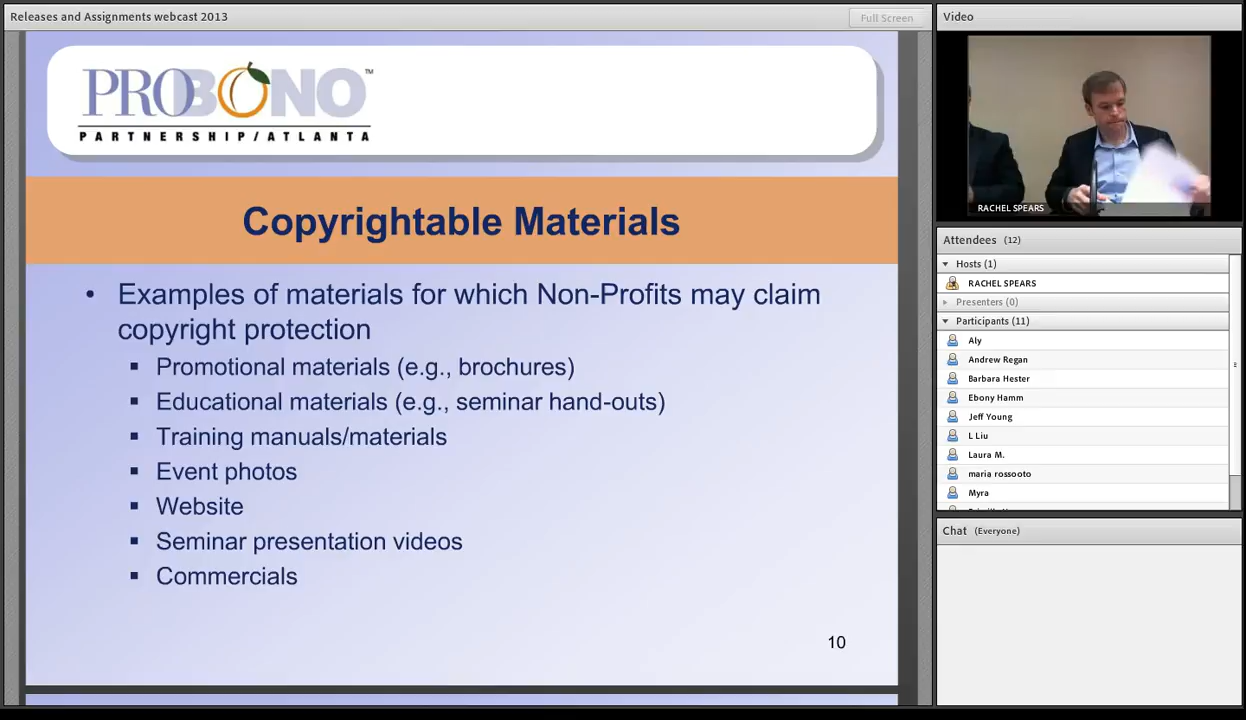 Releases and Assignments webcast 2013
Full Screen
PROBONO™
PARTNERSHIP/ATLANTA
Copyrightable Materials
• Examples of materials for which Non-Profits may claim
copyright protection
▪ Promotional materials (e.g., brochures)
▪ Educational materials (e.g., seminar hand-outs)
▪ Training manuals/materials
▪ Event photos
▪ Website
▪ Seminar presentation videos
▪ Commercials
10
Video
RACHEL SPEARS
Attendees (12)
Hosts (1)
RACHEL SPEARS
Presenters (0)
Participants (11)
Aly
Andrew Regan
Barbara Hester
Ebony Hamm
Jeff Young
L Liu
Laura M.
maria rossooto
Myra
Chat (Everyone)